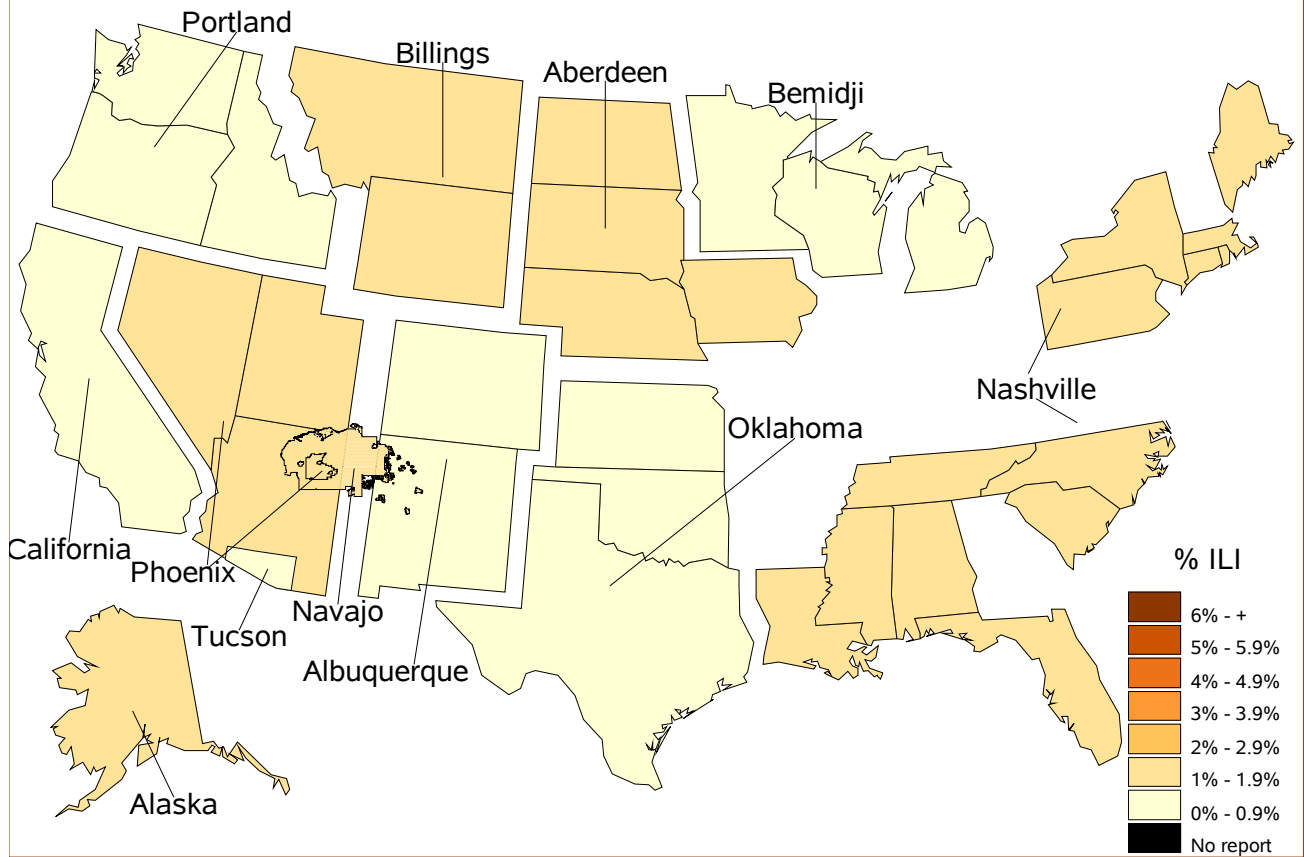 Portland
Billings
Aberdeen
Bemidji
Nashville
Oklahoma
California
Phoenix
Navajo
Tucson
Albuquerque
Alaska
% ILI
6% - +
5% - 5.9%
4% - 4.9%
3% - 3.9%
2% - 2.9%
1% - 1.9%
0% - 0.9%
No report